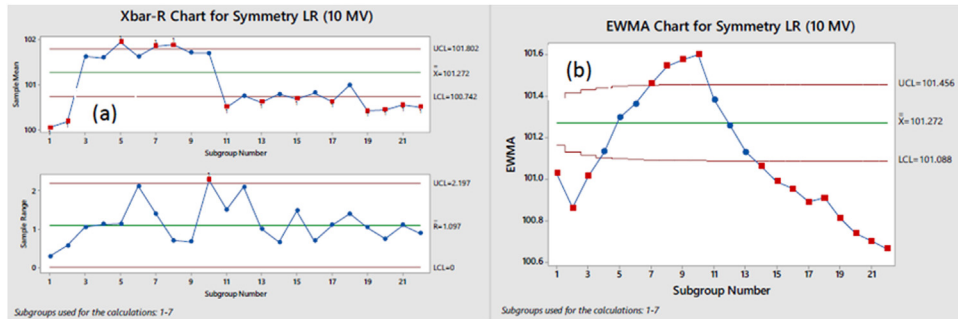 Xbar-R Chart for Symmetry LR (10 MV)
102
101
100
Sample Mean
(a)
UCL=101.802
X=101.272
LCL=100.742
1 3 5 7 9 11 13 15 17 19 21
Subgroup Number
2
1
0
Sample Range
UCL=2.197
R=1.097
LCL=0
1 3 5 7 9 11 13 15 17 19 21
Subgroup Number
Subgroups used for the calculations: 1-7
EWMA Chart for Symmetry LR (10 MV)
101.6
101.4
101.2
101.0
100.8
100.6
EWMA
(b)
UCL=101.456
X=101.272
LCL=101.088
1 3 5 7 9 11 13 15 17 19 21
Subgroup Number
Subgroups used for the calculations: 1-7